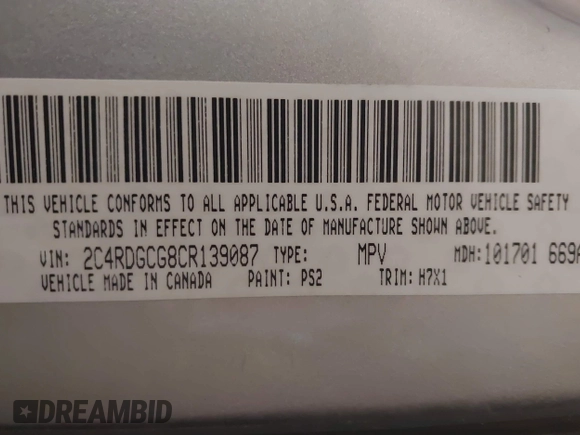 THIS VEHICLE CONFORMS TO ALL APPLICABLE U.S.A. FEDERAL MOTOR VEHICLE SAFETY
STANDARDS IN EFFECT ON THE DATE OF MANUFACTURE SHOWN ABOVE.
VIN: 2C4RDGCG8CR139087 TYPE: MPV MDH: 101701 669A
VEHICLE MADE IN CANADA PAINT: PS2 TRIM: H7X1
DREAMBID